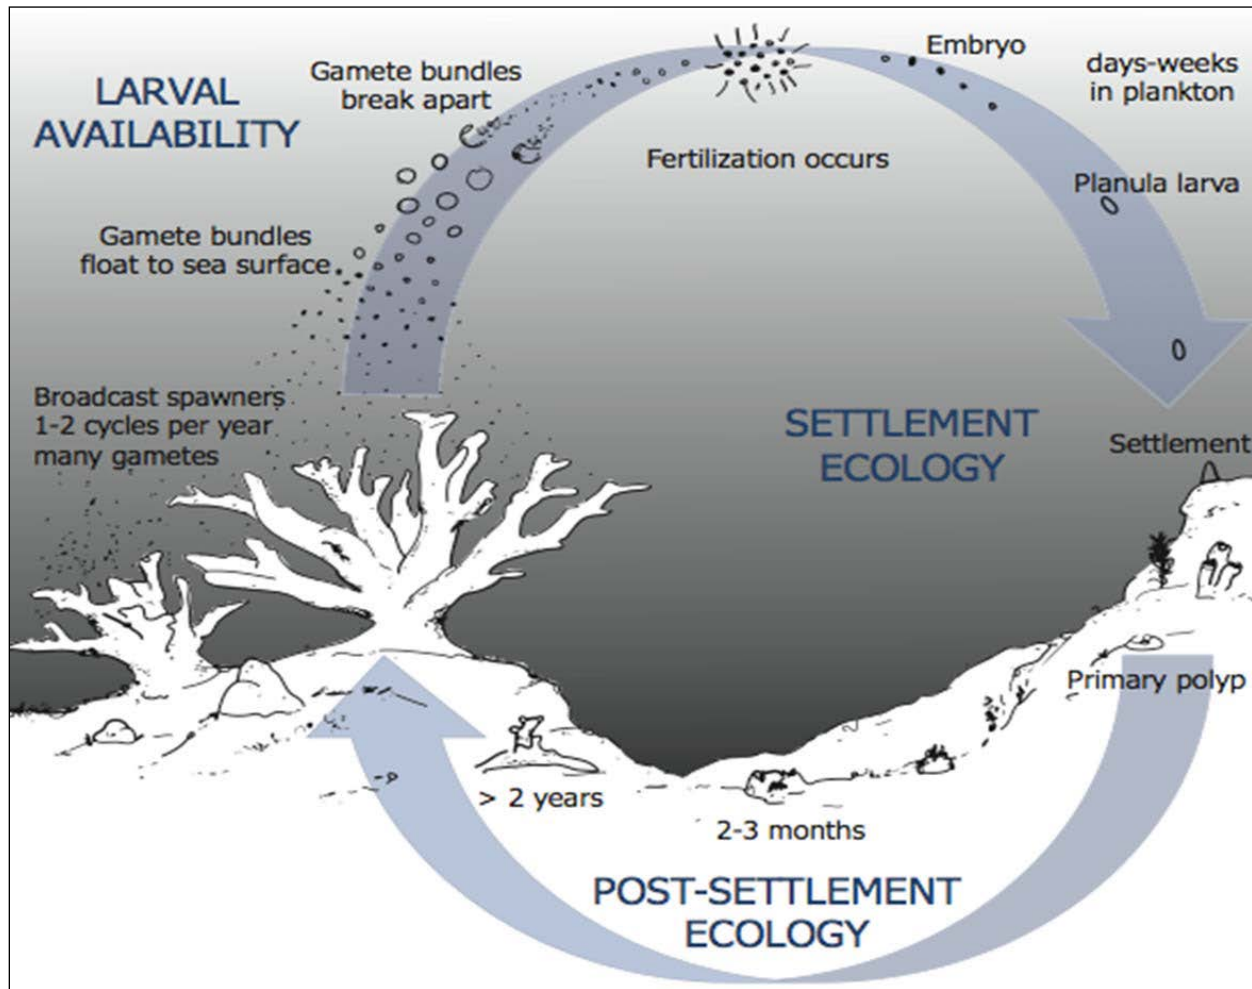 LARVAL
AVAILABILITY
Gamete bundles
break apart
Embryo
days-weeks
in plankton
Fertilization occurs
Planula larva
Gamete bundles
float to sea surface
Broadcast spawners
1-2 cycles per year
many gametes
SETTLEMENT
ECOLOGY
Settlement
Primary polyp
> 2 years
2-3 months
POST-SETTLEMENT
ECOLOGY